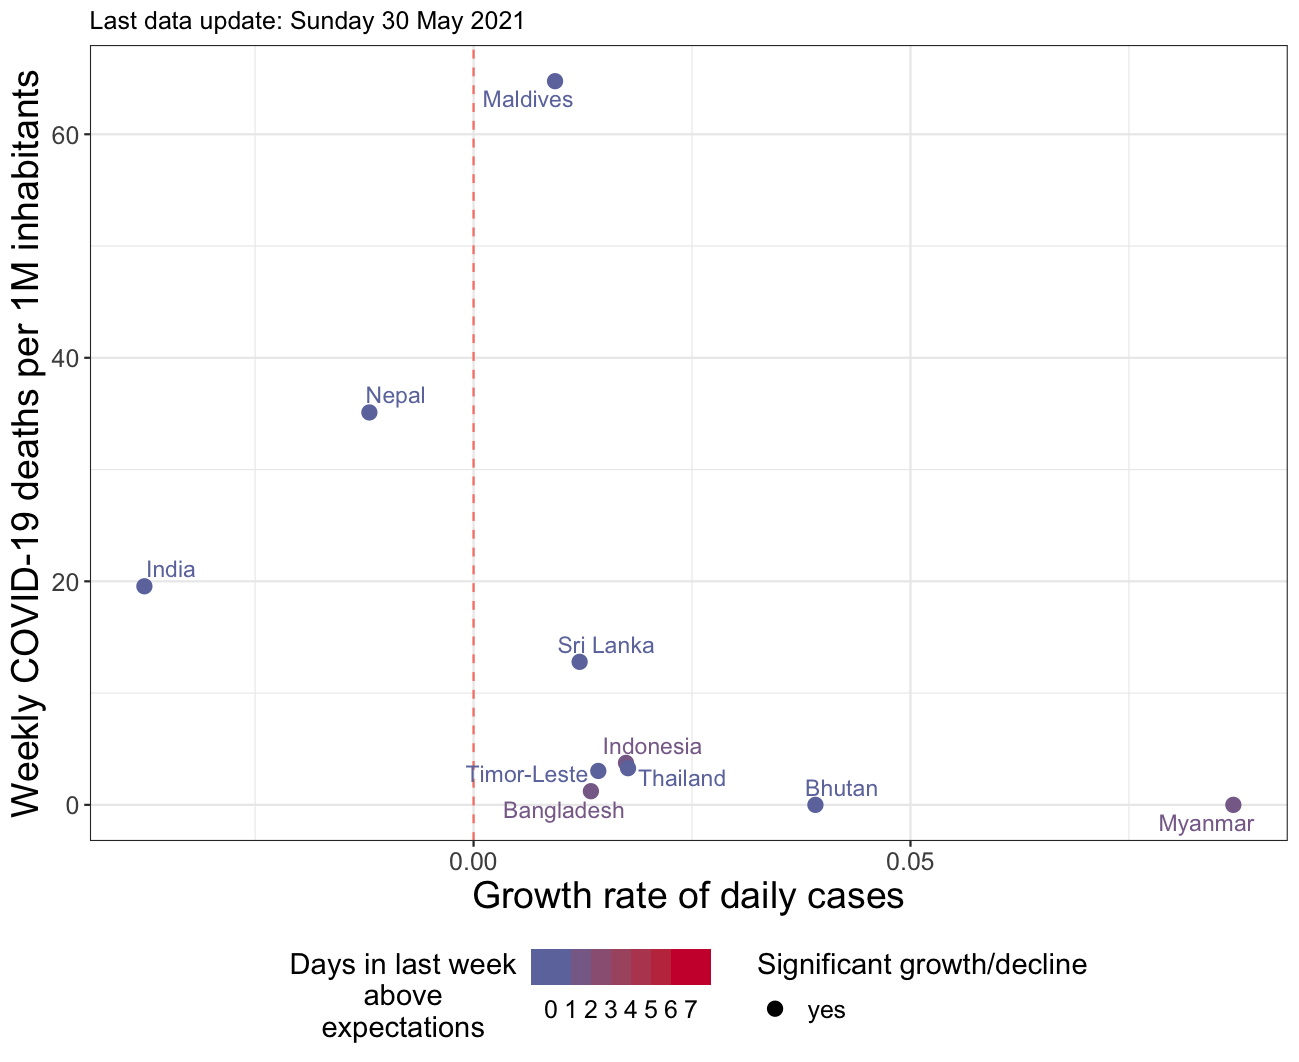 Last data update: Sunday 30 May 2021
Weekly COVID-19 deaths per 1M inhabitants
60
40
20
0
Maldives
Nepal
India
Sri Lanka
Indonesia
Timor-Leste
Thailand
Bangladesh
Bhutan
Myanmar
0.00
0.05
Growth rate of daily cases
Days in last week
above
expectations
0 1 2 3 4 5 6 7
Significant growth/decline
yes